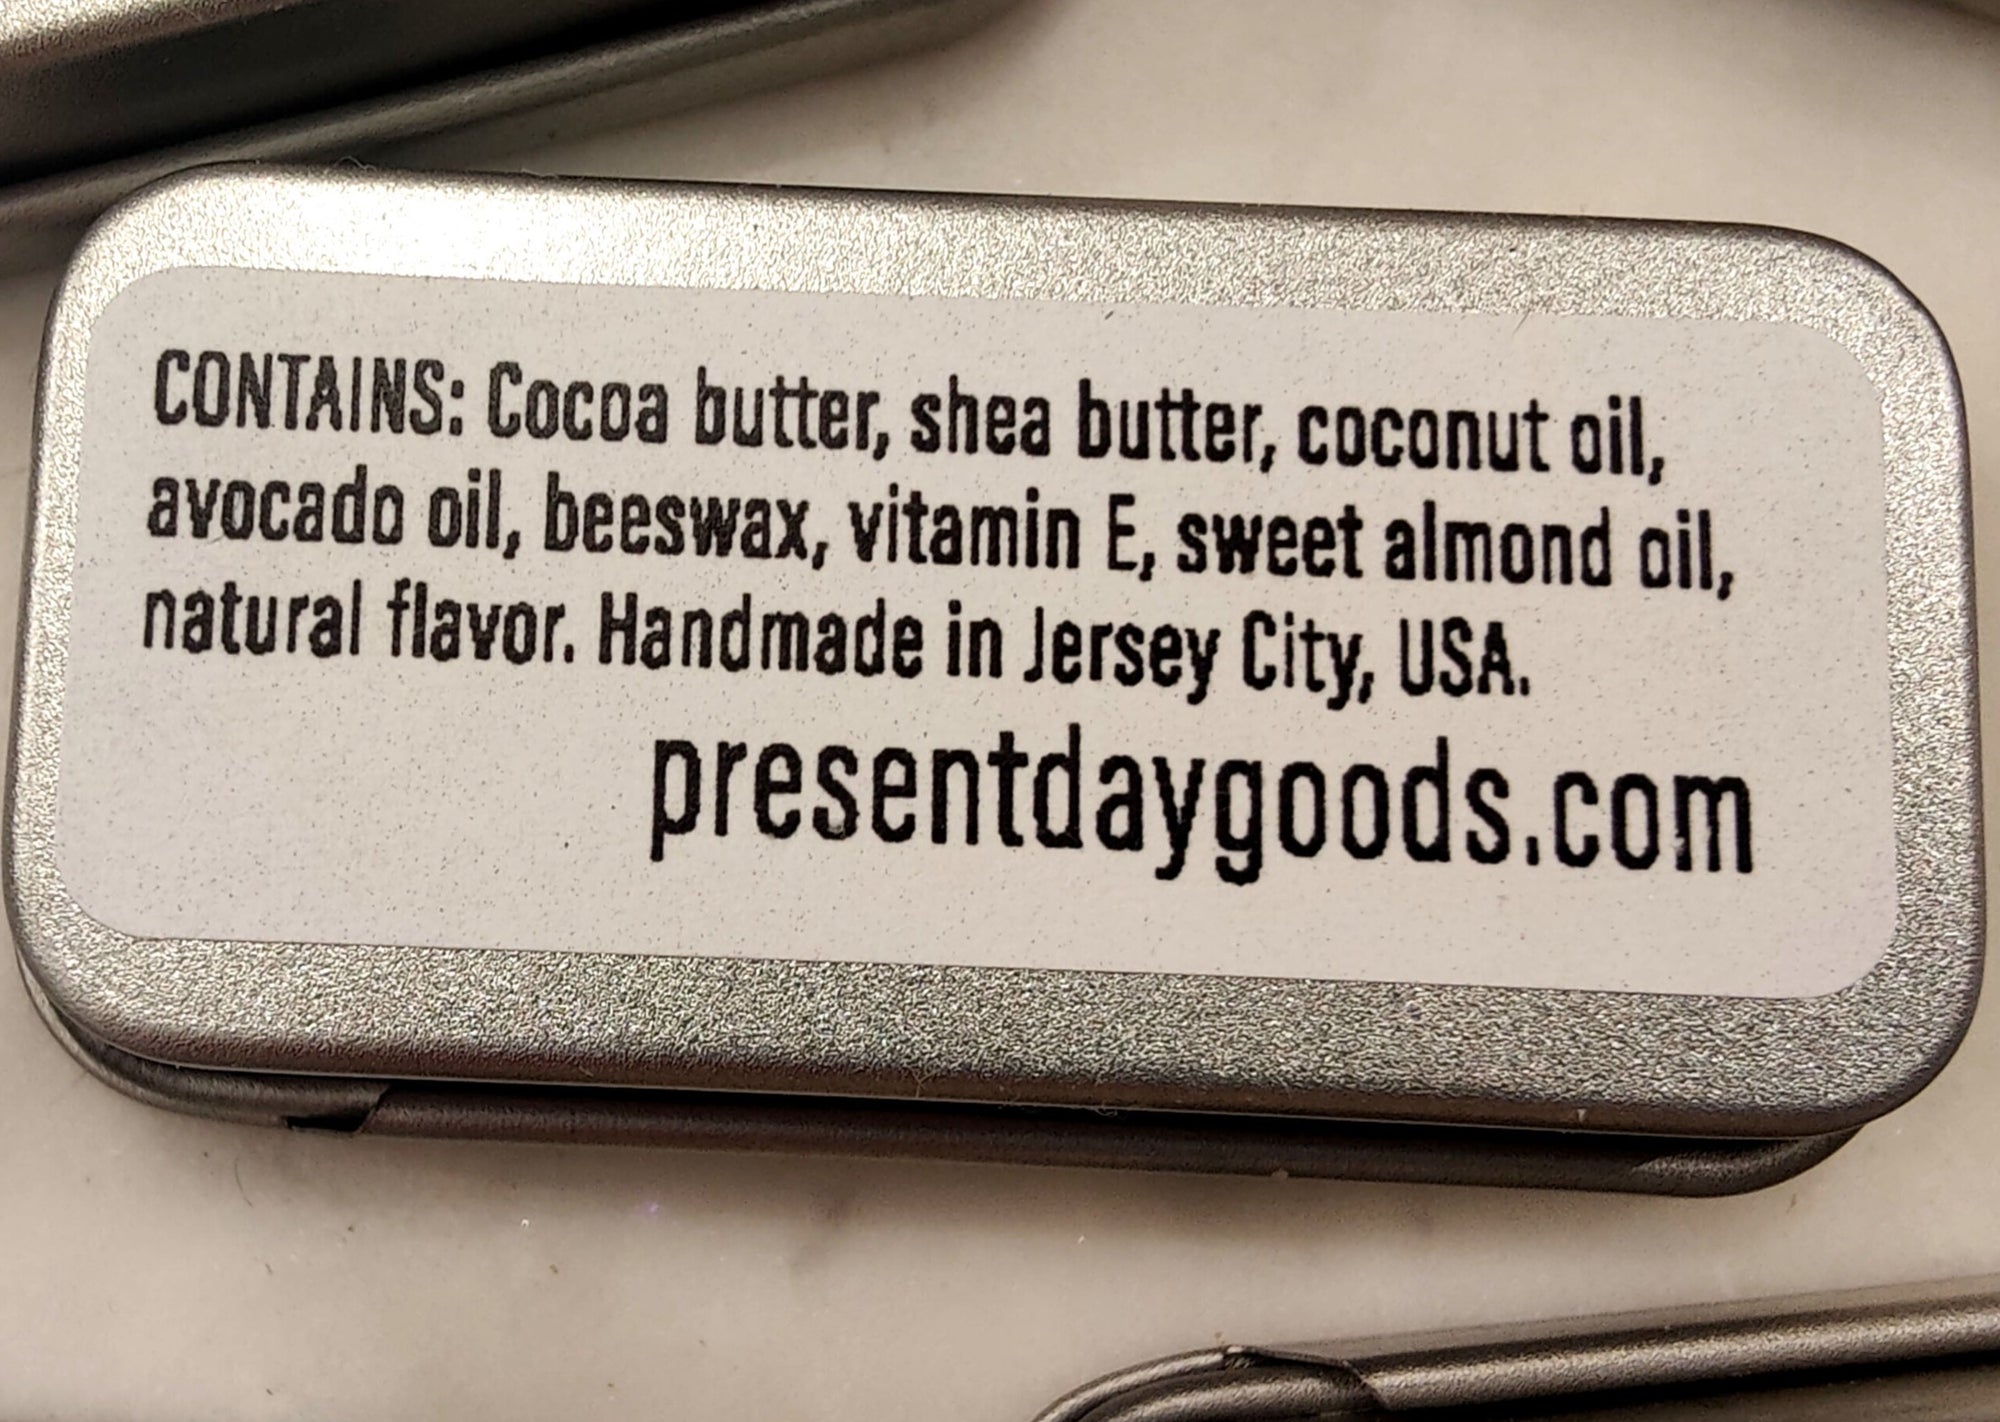 CONTAINS: Cocoa butter, shea butter, coconut oil,
avocado oil, beeswax, vitamin E, sweet almond oil,
natural flavor. Handmade in Jersey City, USA.
presentdaygoods.com